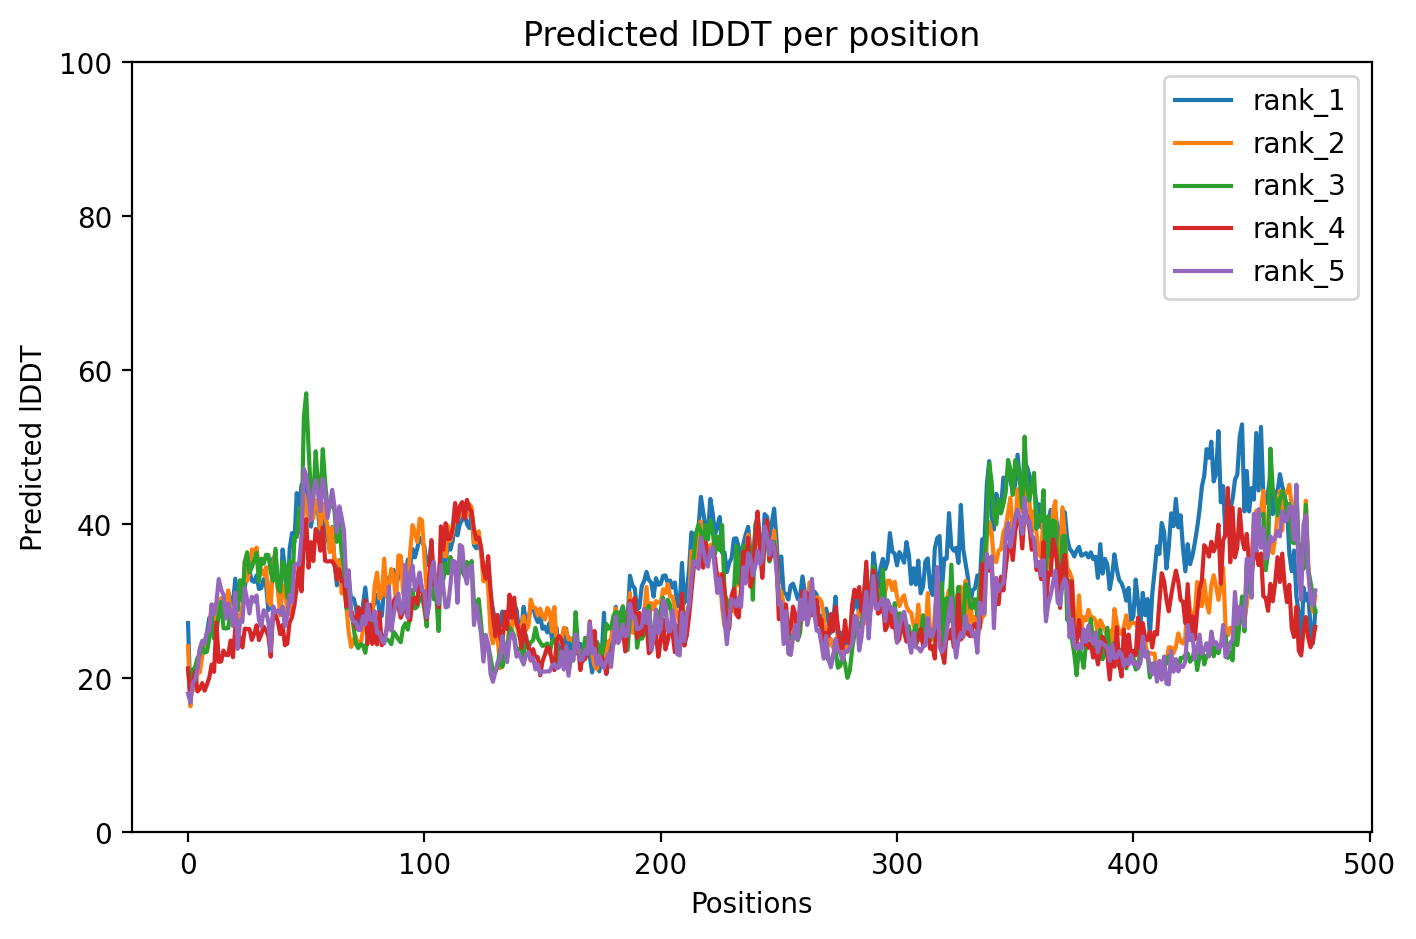 Predicted lDDT per position
100
80
60
40
20
0
Predicted lDDT
0 100 200 300 400 500
Positions
rank_1
rank_2
rank_3
rank_4
rank_5